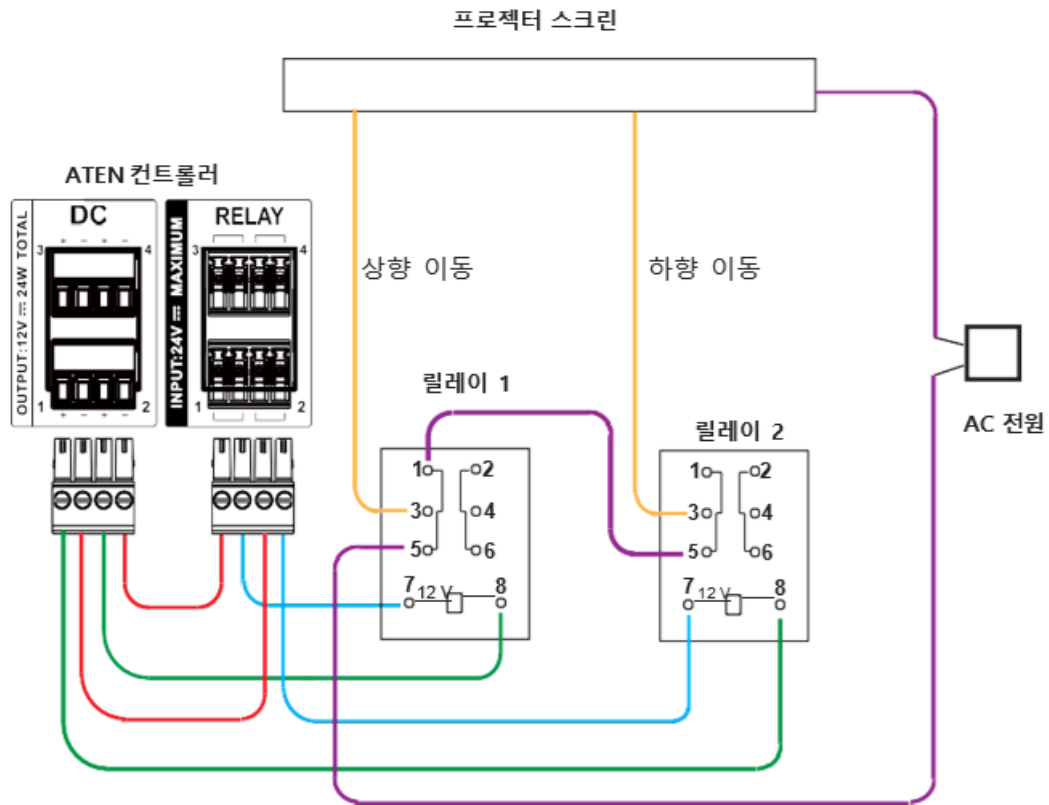 프로젝터 스크린
ATEN 컨트롤러
OUTPUT:12V ⎓ 24W TOTAL
DC
+ - + -
3 4
1 2
+ - + -
INPUT:24V ⎓ MAXIMUM
RELAY
3 4
1 2
상향 이동
하향 이동
릴레이 1
1 2
3 4
5 6
7 12 V 8
릴레이 2
1 2
3 4
5 6
7 12 V 8
AC 전원